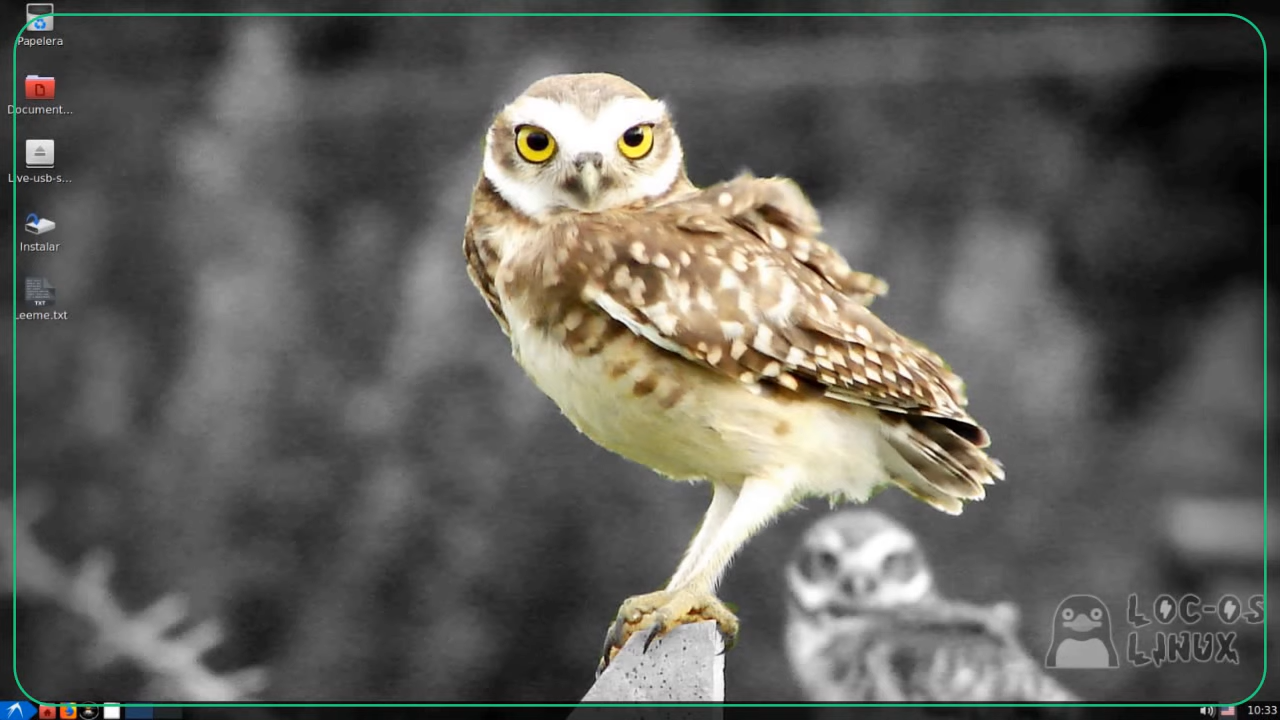 Papelera
Document...
Live-usb-s...
Instalar
TXT
Leeme.txt
LOC-OS
LINUX
10:33